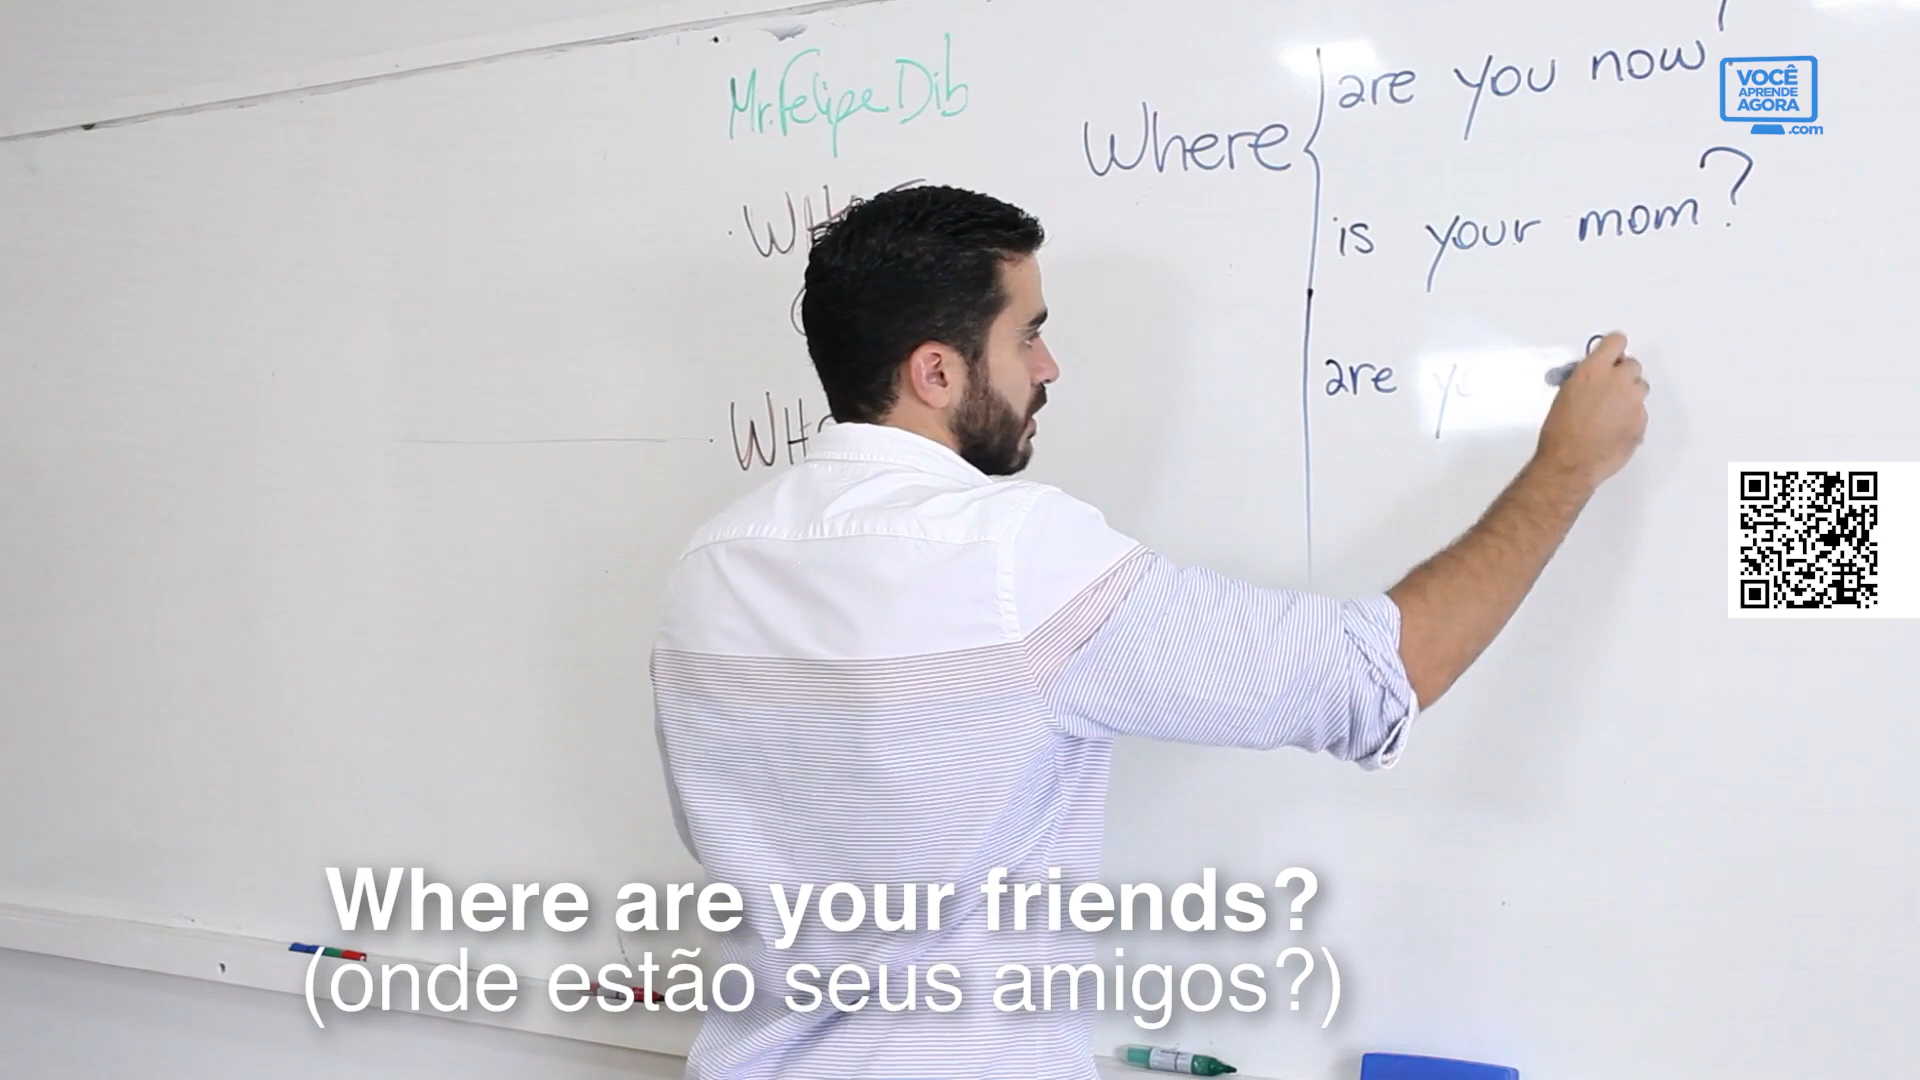 Mr. Felipe Dib
Where
are you now?
is your mom?
are
VOCÊ
APRENDE
AGORA
.com
Where are your friends?
(onde estão seus amigos?)